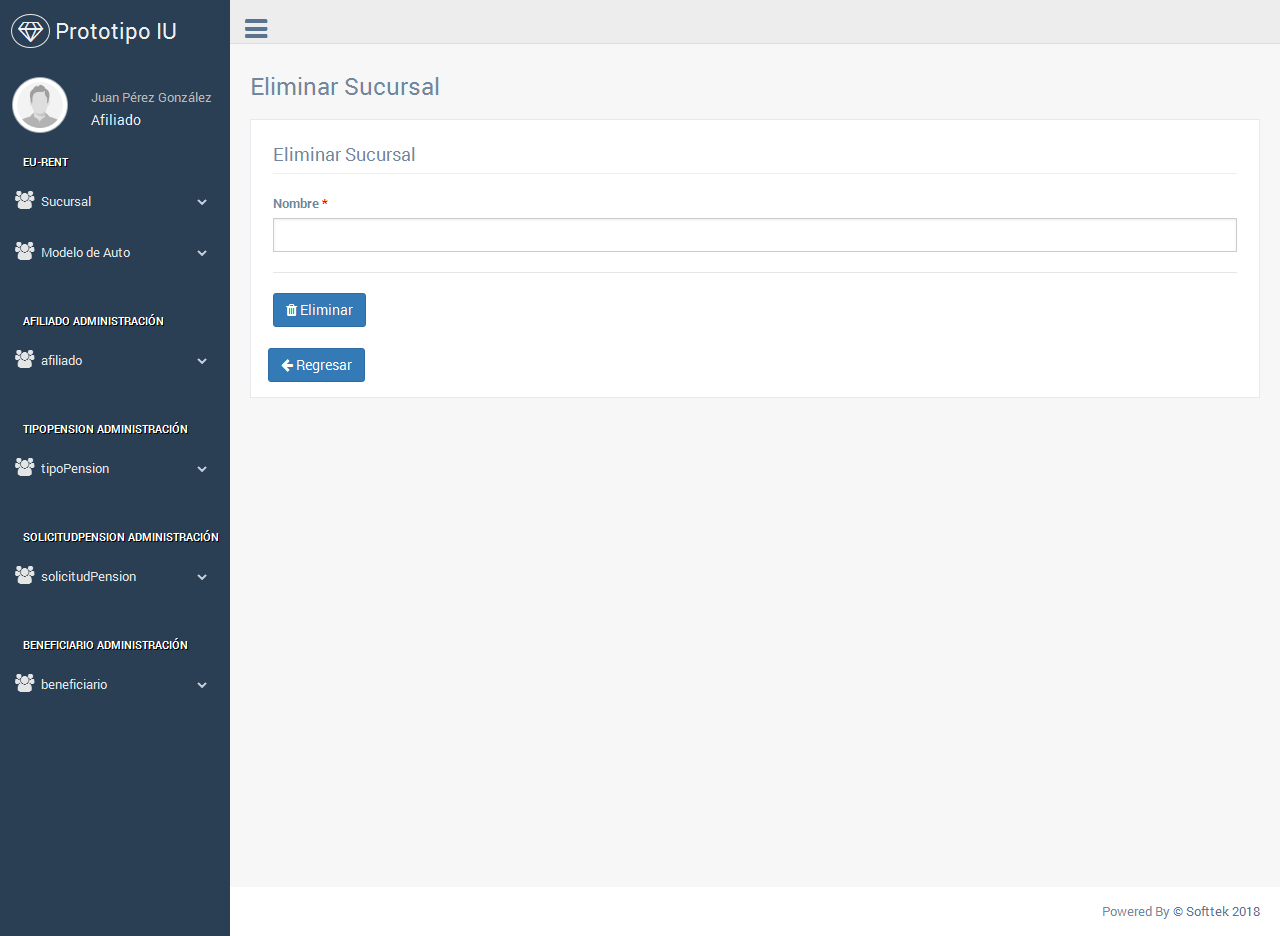 Prototipo IU
Juan Pérez González
Afiliado
EU-RENT
Sucursal
Modelo de Auto
AFILIADO ADMINISTRACIÓN
afiliado
TIPOPENSION ADMINISTRACIÓN
tipoPension
SOLICITUDPENSION ADMINISTRACIÓN
solicitudPension
BENEFICIARIO ADMINISTRACIÓN
beneficiario
Eliminar Sucursal
Eliminar Sucursal
Nombre *
Eliminar
Regresar
Powered By © Softtek 2018